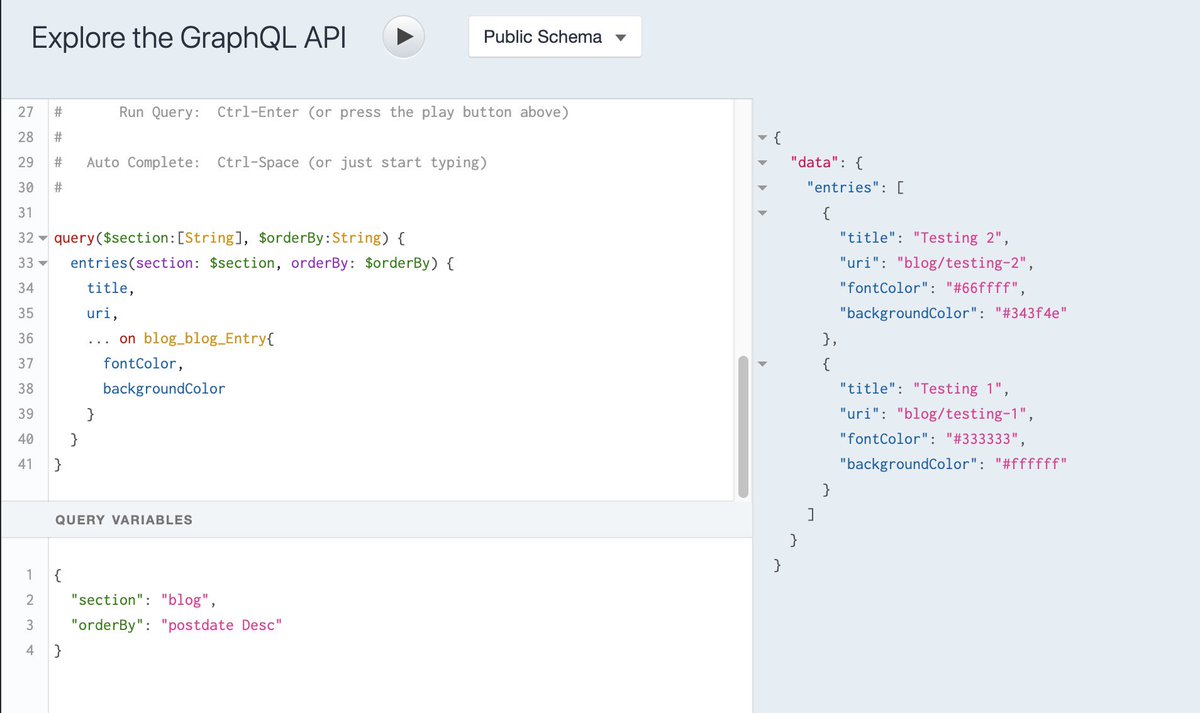 Explore the GraphQL API
Public Schema
27 #       Run Query:  Ctrl-Enter (or press the play button above)
28 #
29 #   Auto Complete:  Ctrl-Space (or just start typing)
30 #
31
32 query($section:[String], $orderBy:String) {
33   entries(section: $section, orderBy: $orderBy) {
34     title,
35     uri,
36     ... on blog_blog_Entry{
37       fontColor,
38       backgroundColor
39     }
40   }
41 }
QUERY VARIABLES
1 {
2   "section": "blog",
3   "orderBy": "postdate Desc"
4 }
{
  "data": {
    "entries": [
      {
        "title": "Testing 2",
        "uri": "blog/testing-2",
        "fontColor": "#66ffff",
        "backgroundColor": "#343f4e"
      },
      {
        "title": "Testing 1",
        "uri": "blog/testing-1",
        "fontColor": "#333333",
        "backgroundColor": "#ffffff"
      }
    ]
  }
}